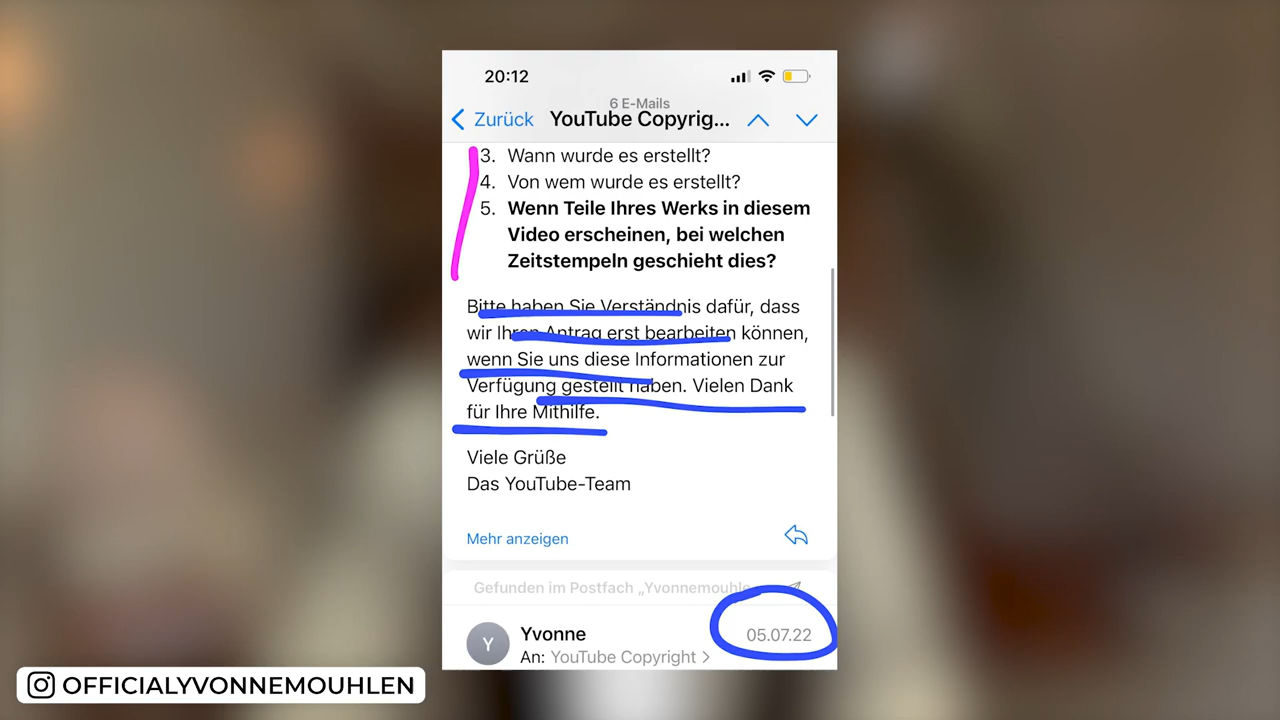 20:12
6 E-Mails
Zurück YouTube Copyrig...
3. Wann wurde es erstellt?
4. Von wem wurde es erstellt?
5. Wenn Teile Ihres Werks in diesem
Video erscheinen, bei welchen
Zeitstempeln geschieht dies?
Bitte haben Sie Verständnis dafür, dass
wir Ihren Antrag erst bearbeiten können,
wenn Sie uns diese Informationen zur
Verfügung gestellt haben. Vielen Dank
für Ihre Mithilfe.
Viele Grüße
Das YouTube-Team
Mehr anzeigen
Gefunden im Postfach „Yvonnemouhle
Y
Yvonne 05.07.22
An: YouTube Copyright
OFFICIALYVONNEMOUHLEN